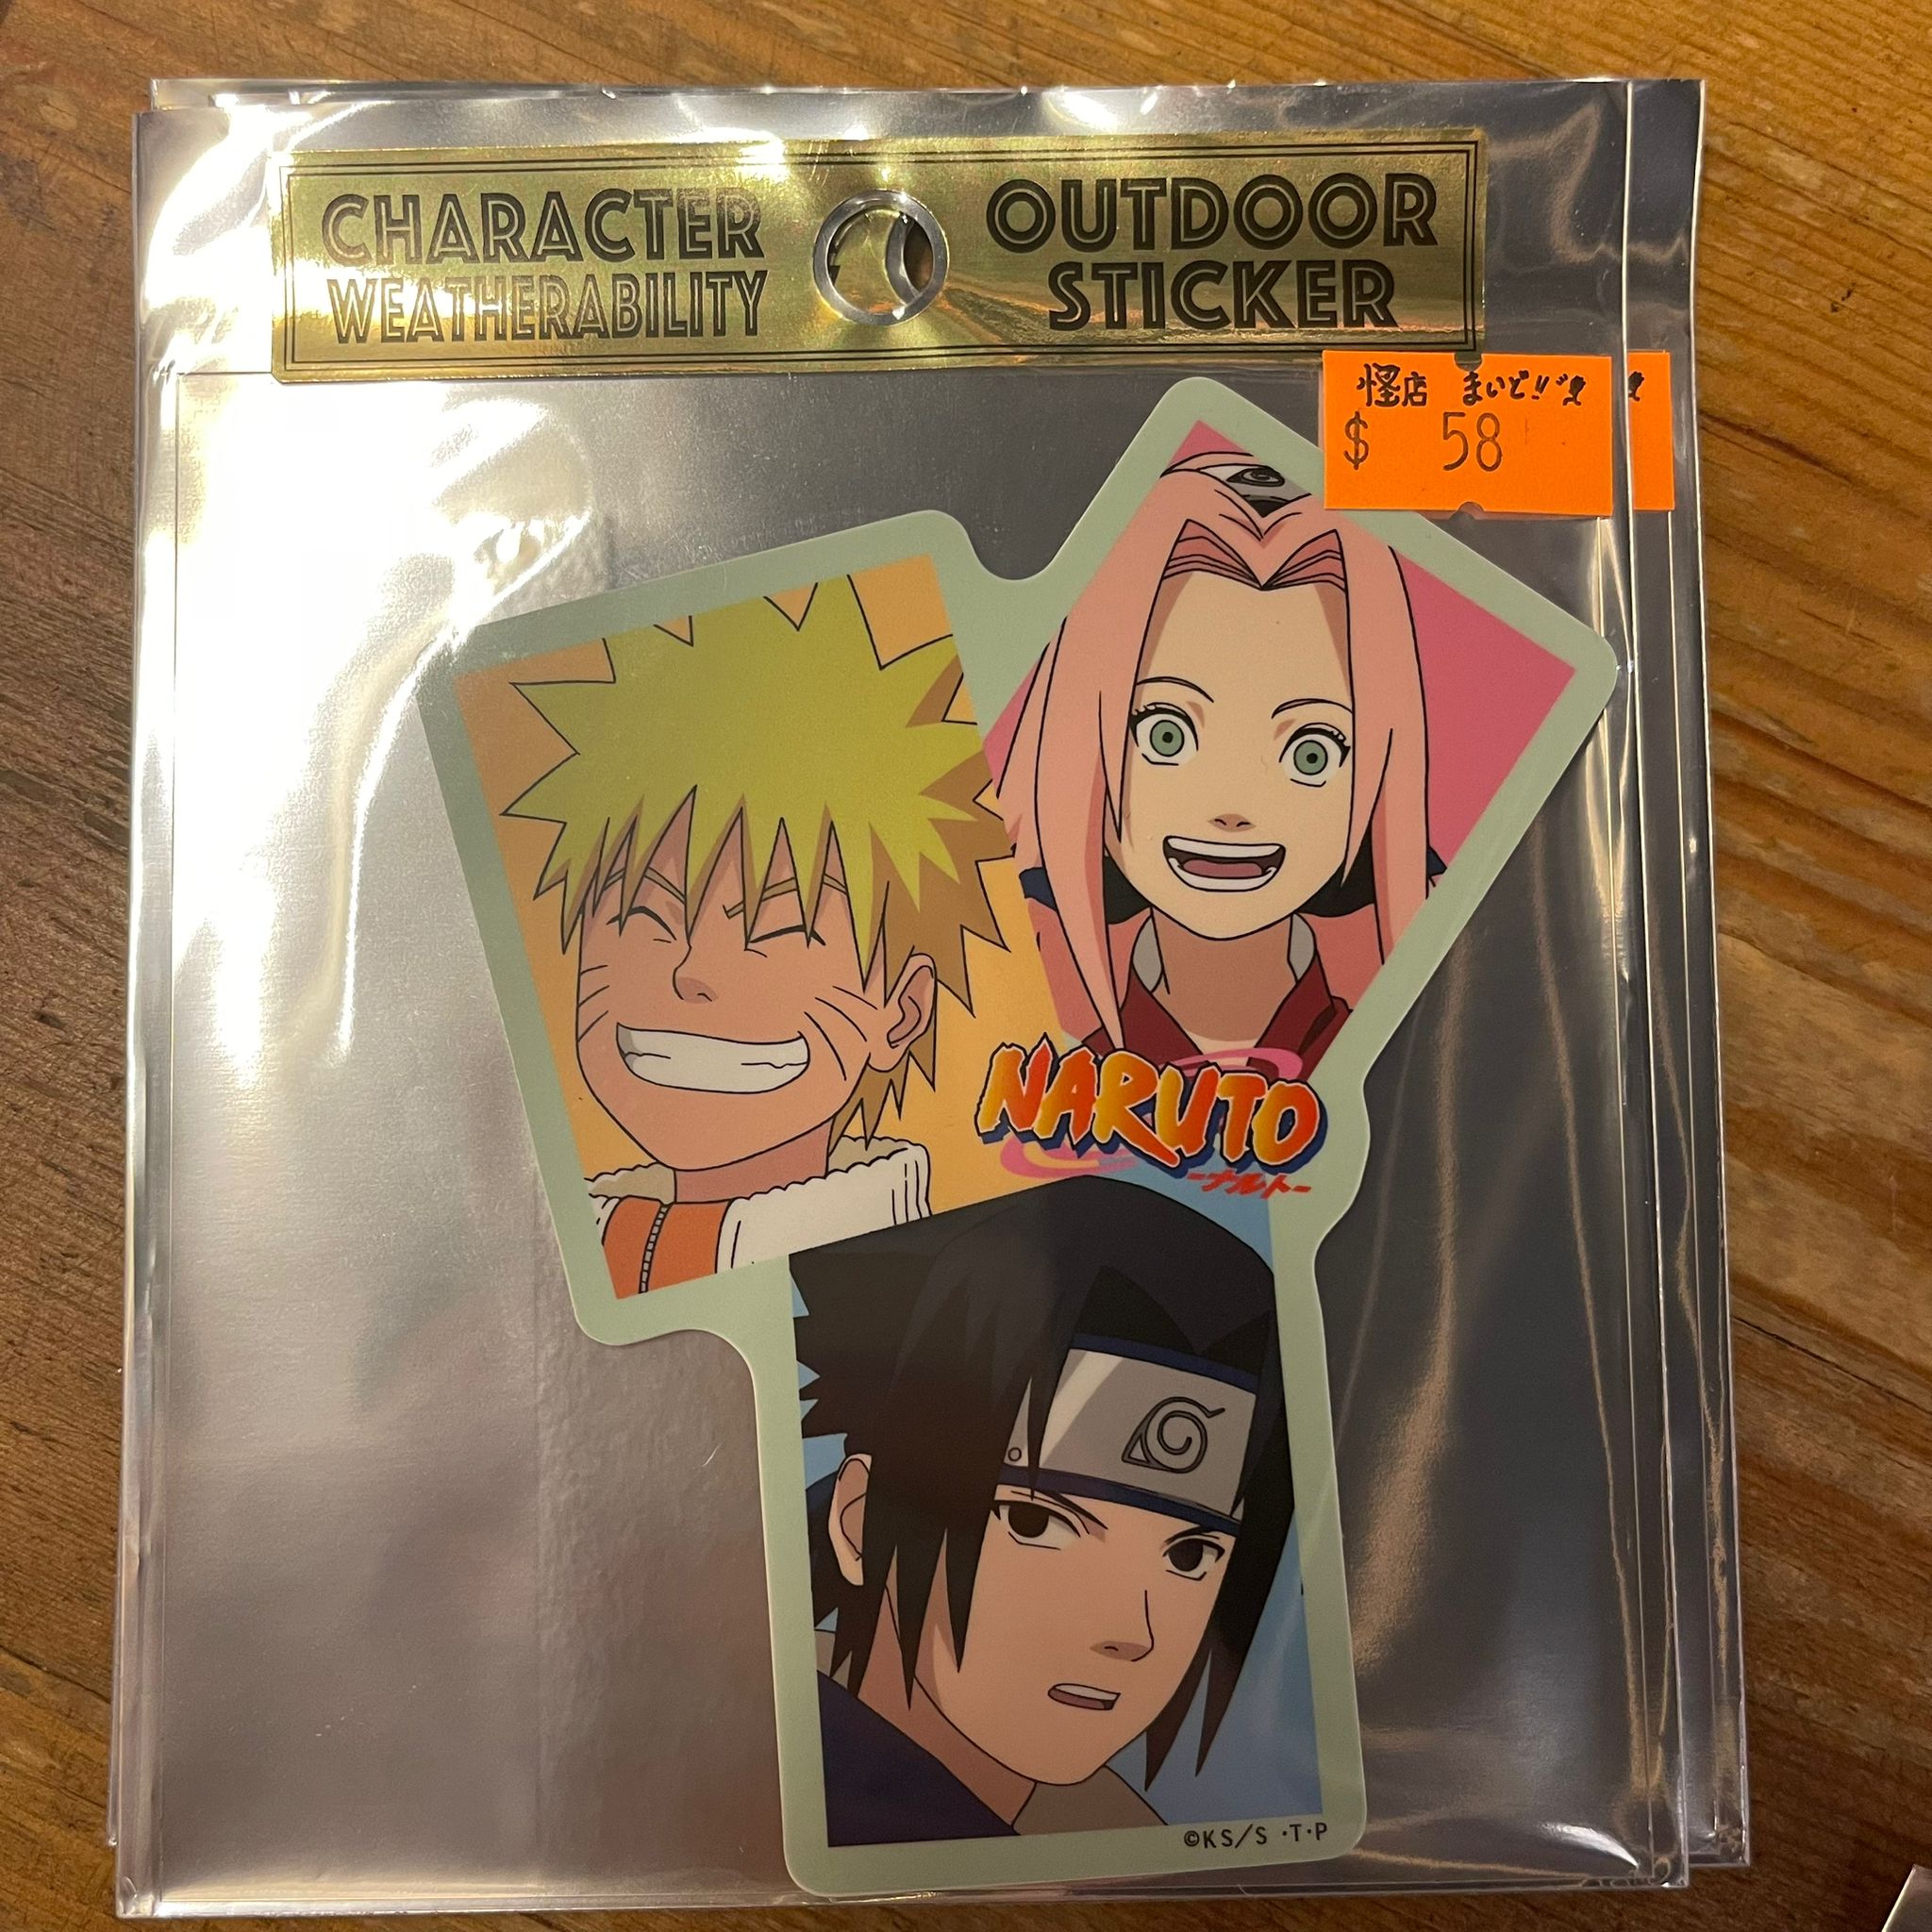 CHARACTER
WEATHERABILITY
OUTDOOR
STICKER
怪店 まいど!!
$ 58
NARUTO
-ナルト-
©KS/S ·T·P